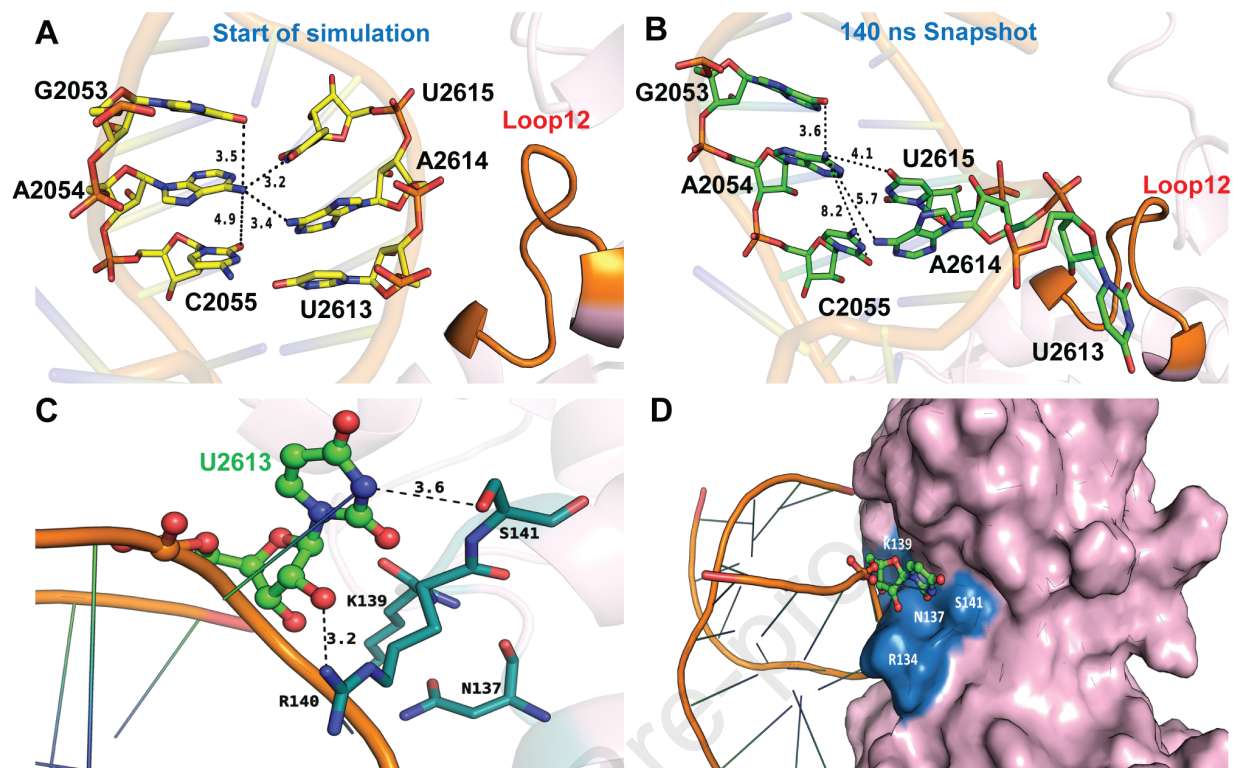 A
Start of simulation
G2053
U2615
Loop12
A2614
A2054
3.5
3.2
4.9
3.4
C2055
U2613
B
140 ns Snapshot
G2053
3.6
4.1
U2615
A2054
Loop12
8.2
5.7
A2614
C2055
U2613
C
U2613
3.6
S141
K139
3.2
R140
N137
D
K139
S141
N137
R134
re-pro